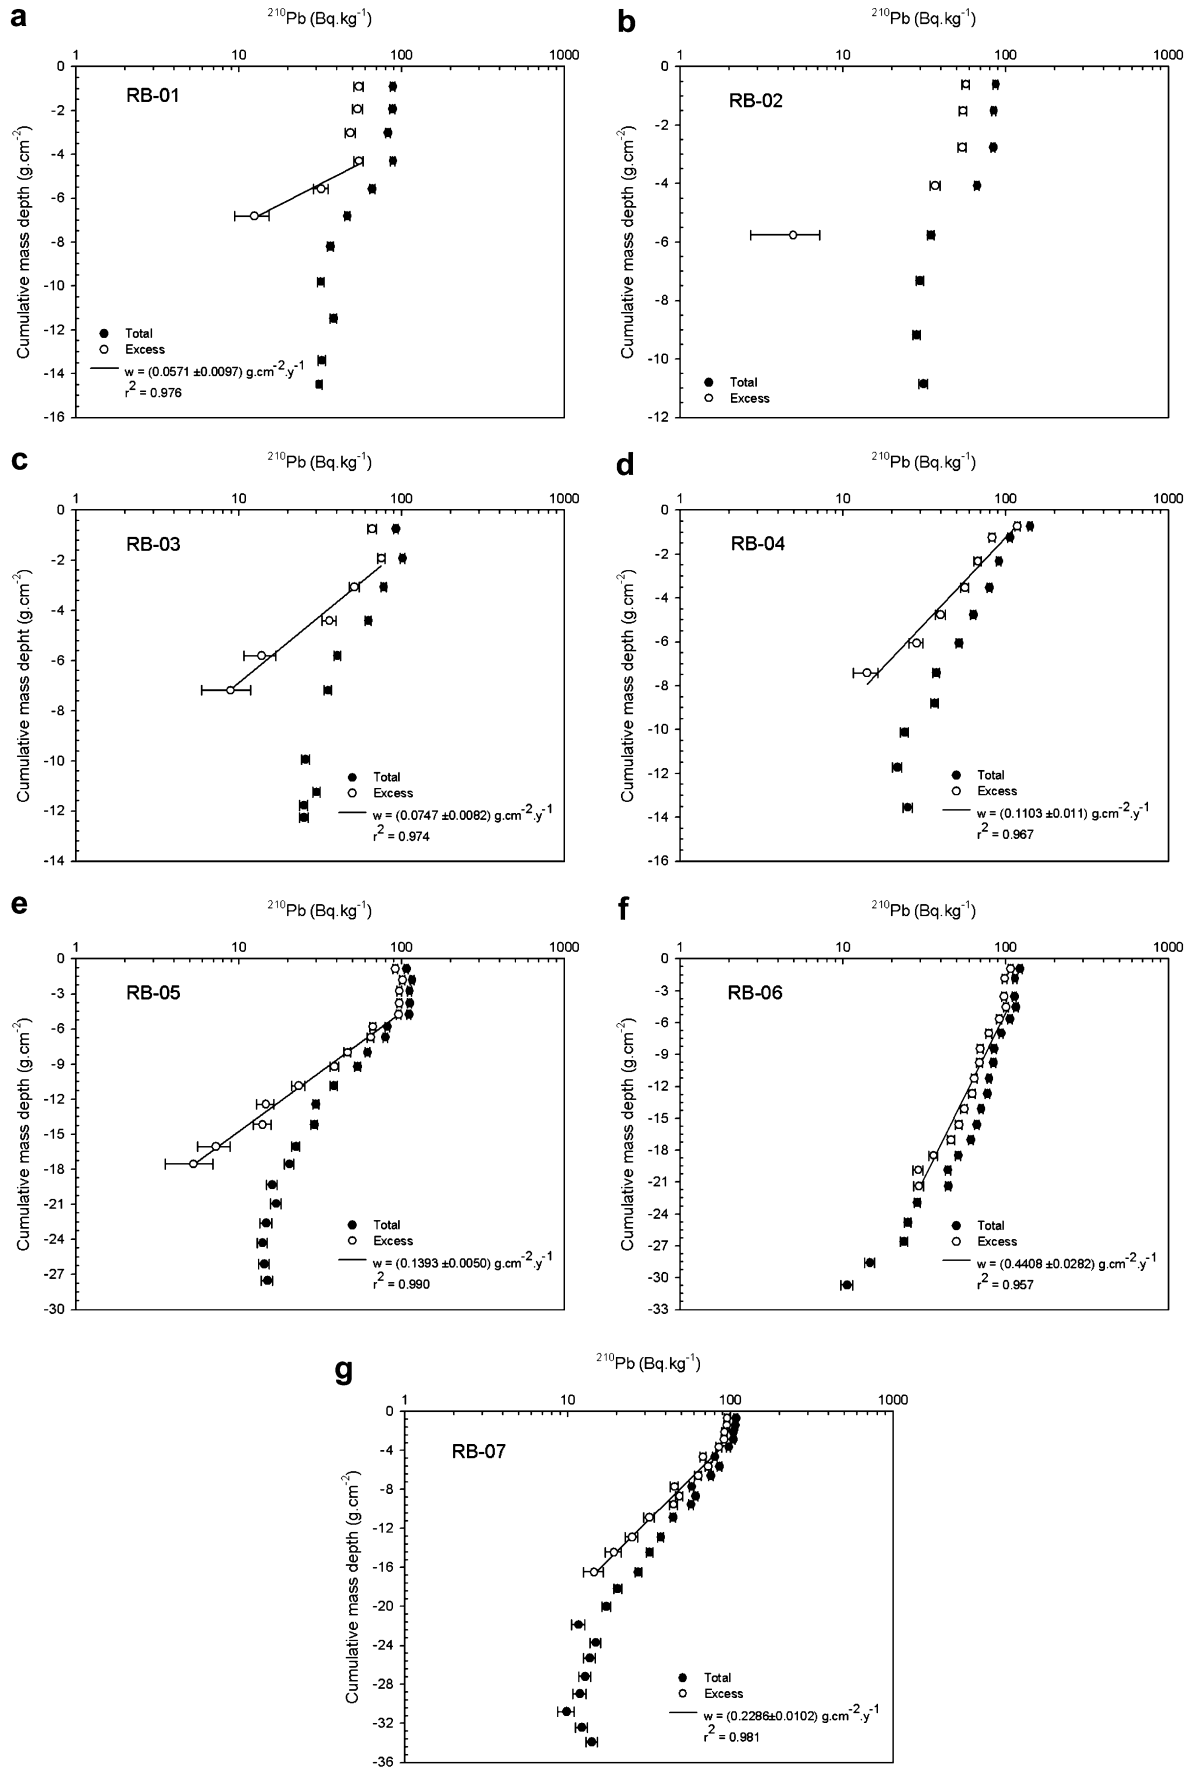 a
²¹⁰Pb (Bq.kg⁻¹)
1 10 100 1000
RB-01
Cumulative mass depth (g.cm⁻²)
0
-2
-4
-6
-8
-10
-12
-14
-16
Total
Excess
w = (0.0571 ±0.0097) g.cm⁻².y⁻¹
r² = 0.976
b
²¹⁰Pb (Bq.kg⁻¹)
1 10 100 1000
RB-02
Cumulative mass depth (g.cm⁻²)
0
-2
-4
-6
-8
-10
-12
Total
Excess
c
²¹⁰Pb (Bq.kg⁻¹)
1 10 100 1000
RB-03
Cumulative mass depht (g.cm⁻²)
0
-2
-4
-6
-8
-10
-12
-14
Total
Excess
w = (0.0747 ±0.0082) g.cm⁻².y⁻¹
r² = 0.974
d
²¹⁰Pb (Bq.kg⁻¹)
1 10 100 1000
RB-04
Cumulative mass depth (g.cm⁻²)
0
-2
-4
-6
-8
-10
-12
-14
-16
Total
Excess
w = (0.1103 ±0.011) g.cm⁻².y⁻¹
r² = 0.967
e
²¹⁰Pb (Bq.kg⁻¹)
1 10 100 1000
RB-05
Cumulative mass depth (g.cm⁻²)
0
-3
-6
-9
-12
-15
-18
-21
-24
-27
-30
Total
Excess
w = (0.1393 ±0.0050) g.cm⁻².y⁻¹
r² = 0.990
f
²¹⁰Pb (Bq.kg⁻¹)
1 10 100 1000
RB-06
Cumulative mass depth (g.cm⁻²)
0
-3
-6
-9
-12
-15
-18
-21
-24
-27
-30
-33
Total
Excess
w = (0.4408 ±0.0282) g.cm⁻².y⁻¹
r² = 0.957
g
²¹⁰Pb (Bq.kg⁻¹)
1 10 100 1000
RB-07
Cumulative mass depth (g.cm⁻²)
0
-4
-8
-12
-16
-20
-24
-28
-32
-36
Total
Excess
w = (0.2286±0.0102) g.cm⁻².y⁻¹
r² = 0.981